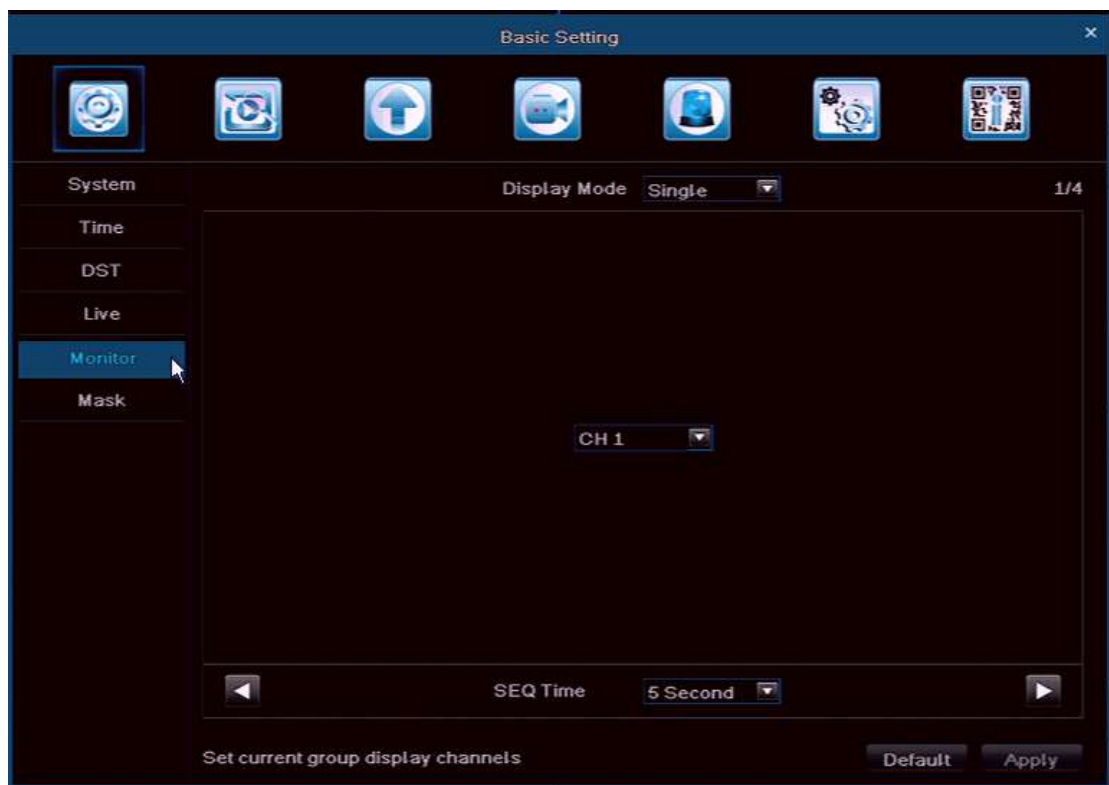 Basic Setting
System
Display Mode Single 1/4
Time
DST
Live
Monitor
Mask
CH 1
SEQ Time 5 Second
Set current group display channels Default Apply